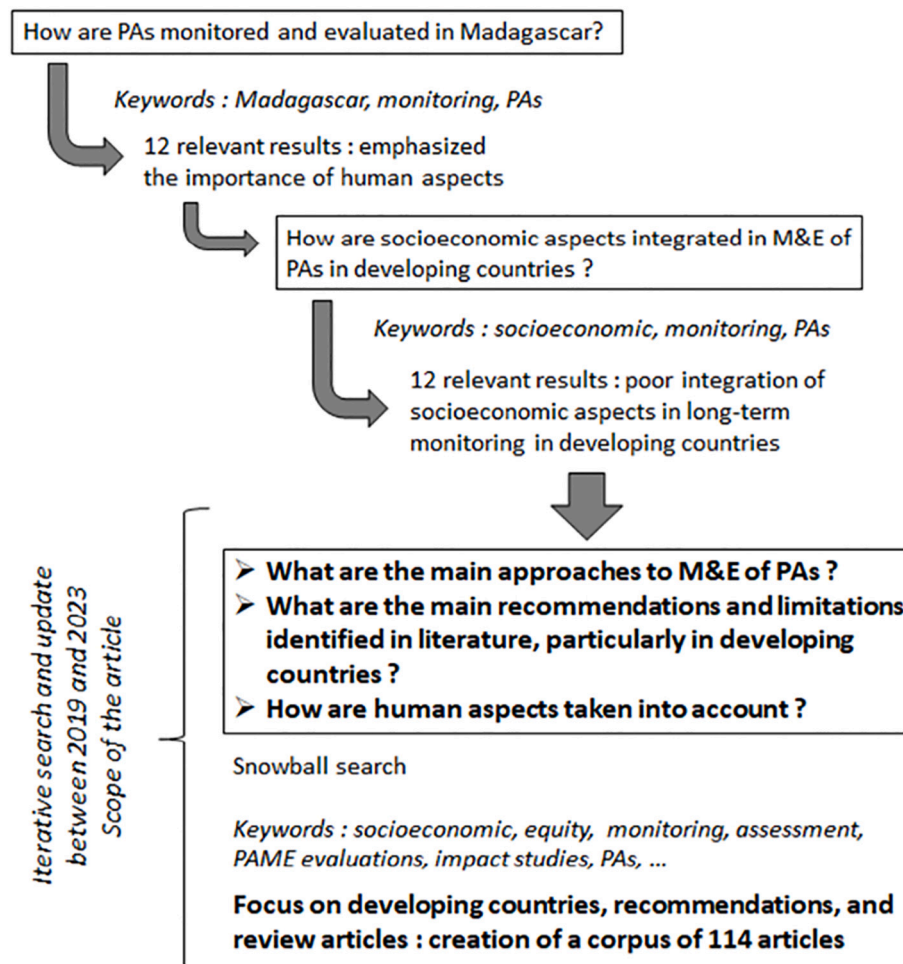 How are PAs monitored and evaluated in Madagascar?
Keywords : Madagascar, monitoring, PAs
12 relevant results : emphasized
the importance of human aspects
How are socioeconomic aspects integrated in M&E of
PAs in developing countries ?
Keywords : socioeconomic, monitoring, PAs
12 relevant results : poor integration of
socioeconomic aspects in long-term
monitoring in developing countries
Iterative search and update
between 2019 and 2023
Scope of the article
➢ What are the main approaches to M&E of PAs ?
➢ What are the main recommendations and limitations
identified in literature, particularly in developing
countries ?
➢ How are human aspects taken into account ?
Snowball search
Keywords : socioeconomic, equity, monitoring, assessment,
PAME evaluations, impact studies, PAs, ...
Focus on developing countries, recommendations, and
review articles : creation of a corpus of 114 articles